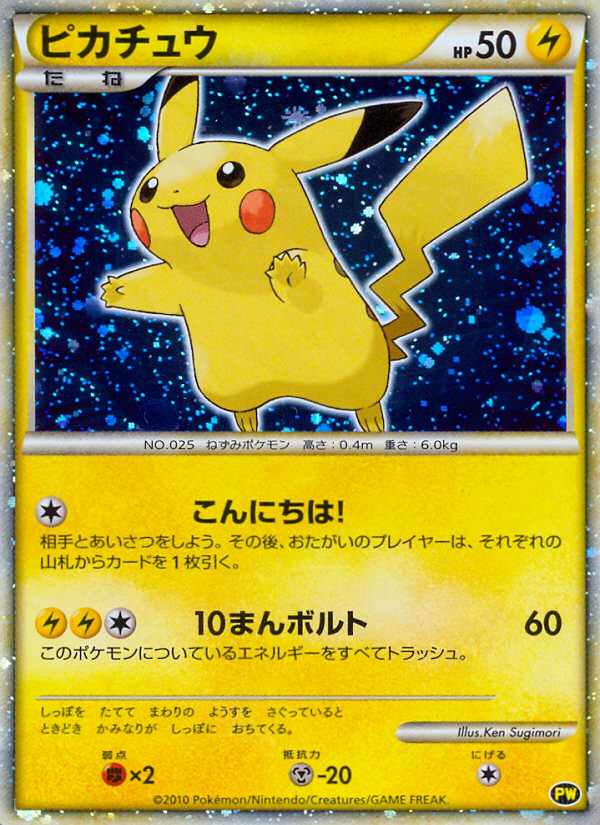 ピカチュウ HP50
たね
NO.025 ねずみポケモン 高さ:0.4m 重さ:6.0kg
こんにちは!
相手とあいさつをしよう。その後、おたがいのプレイヤーは、それぞれの
山札からカードを1枚引く。
10まんボルト 60
このポケモンについているエネルギーをすべてトラッシュ。
しっぽを たてて まわりの ようすを さぐっていると
ときどき かみなりが しっぽに おちてくる。
Illus.Ken Sugimori
弱点 抵抗力 にげる
×2 -20
PW
©2010 Pokémon/Nintendo/Creatures/GAME FREAK.